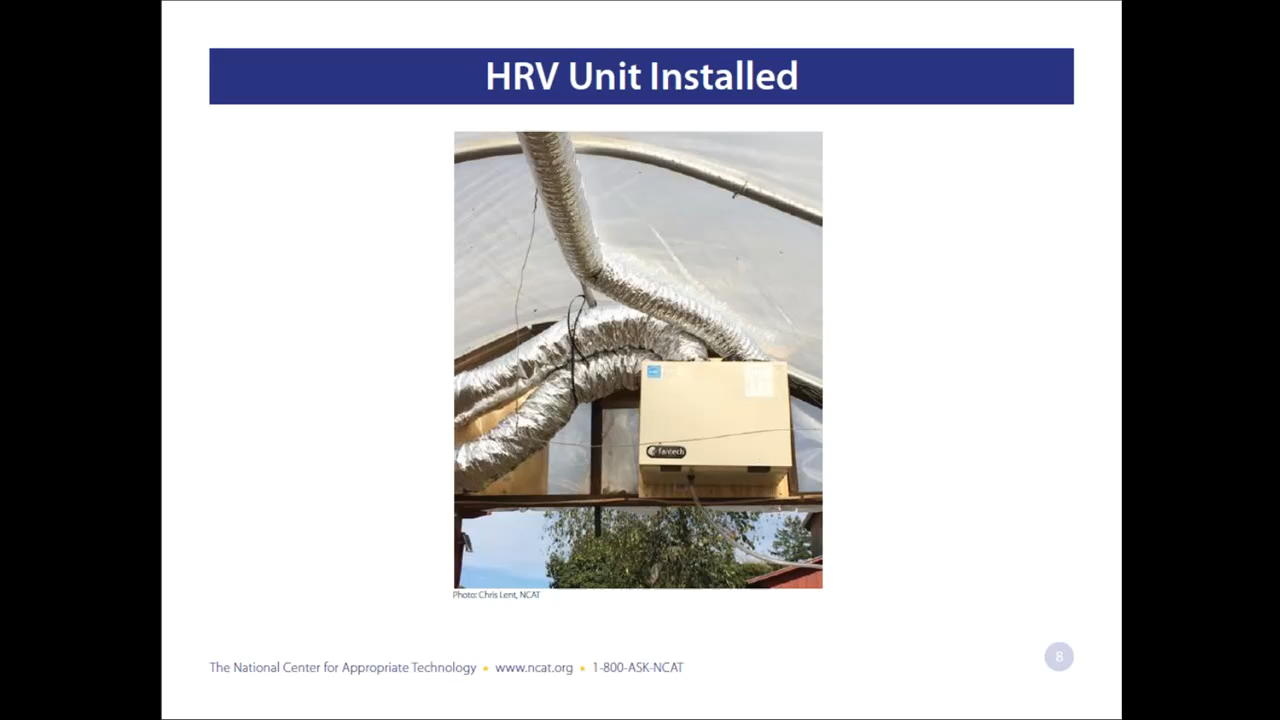 HRV Unit Installed
fantech
Photo: Chris Lent, NCAT
8
The National Center for Appropriate Technology • www.ncat.org • 1-800-ASK-NCAT